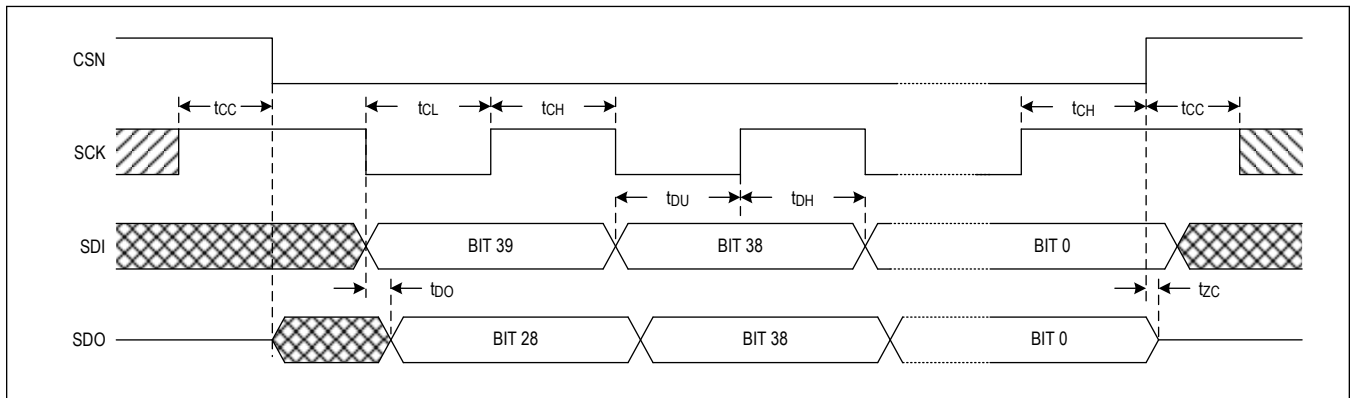 CSN
tCC tCL tCH tCH tCC
SCK
tDU tDH
SDI BIT 39 BIT 38 BIT 0
tDO tZC
SDO BIT 28 BIT 38 BIT 0